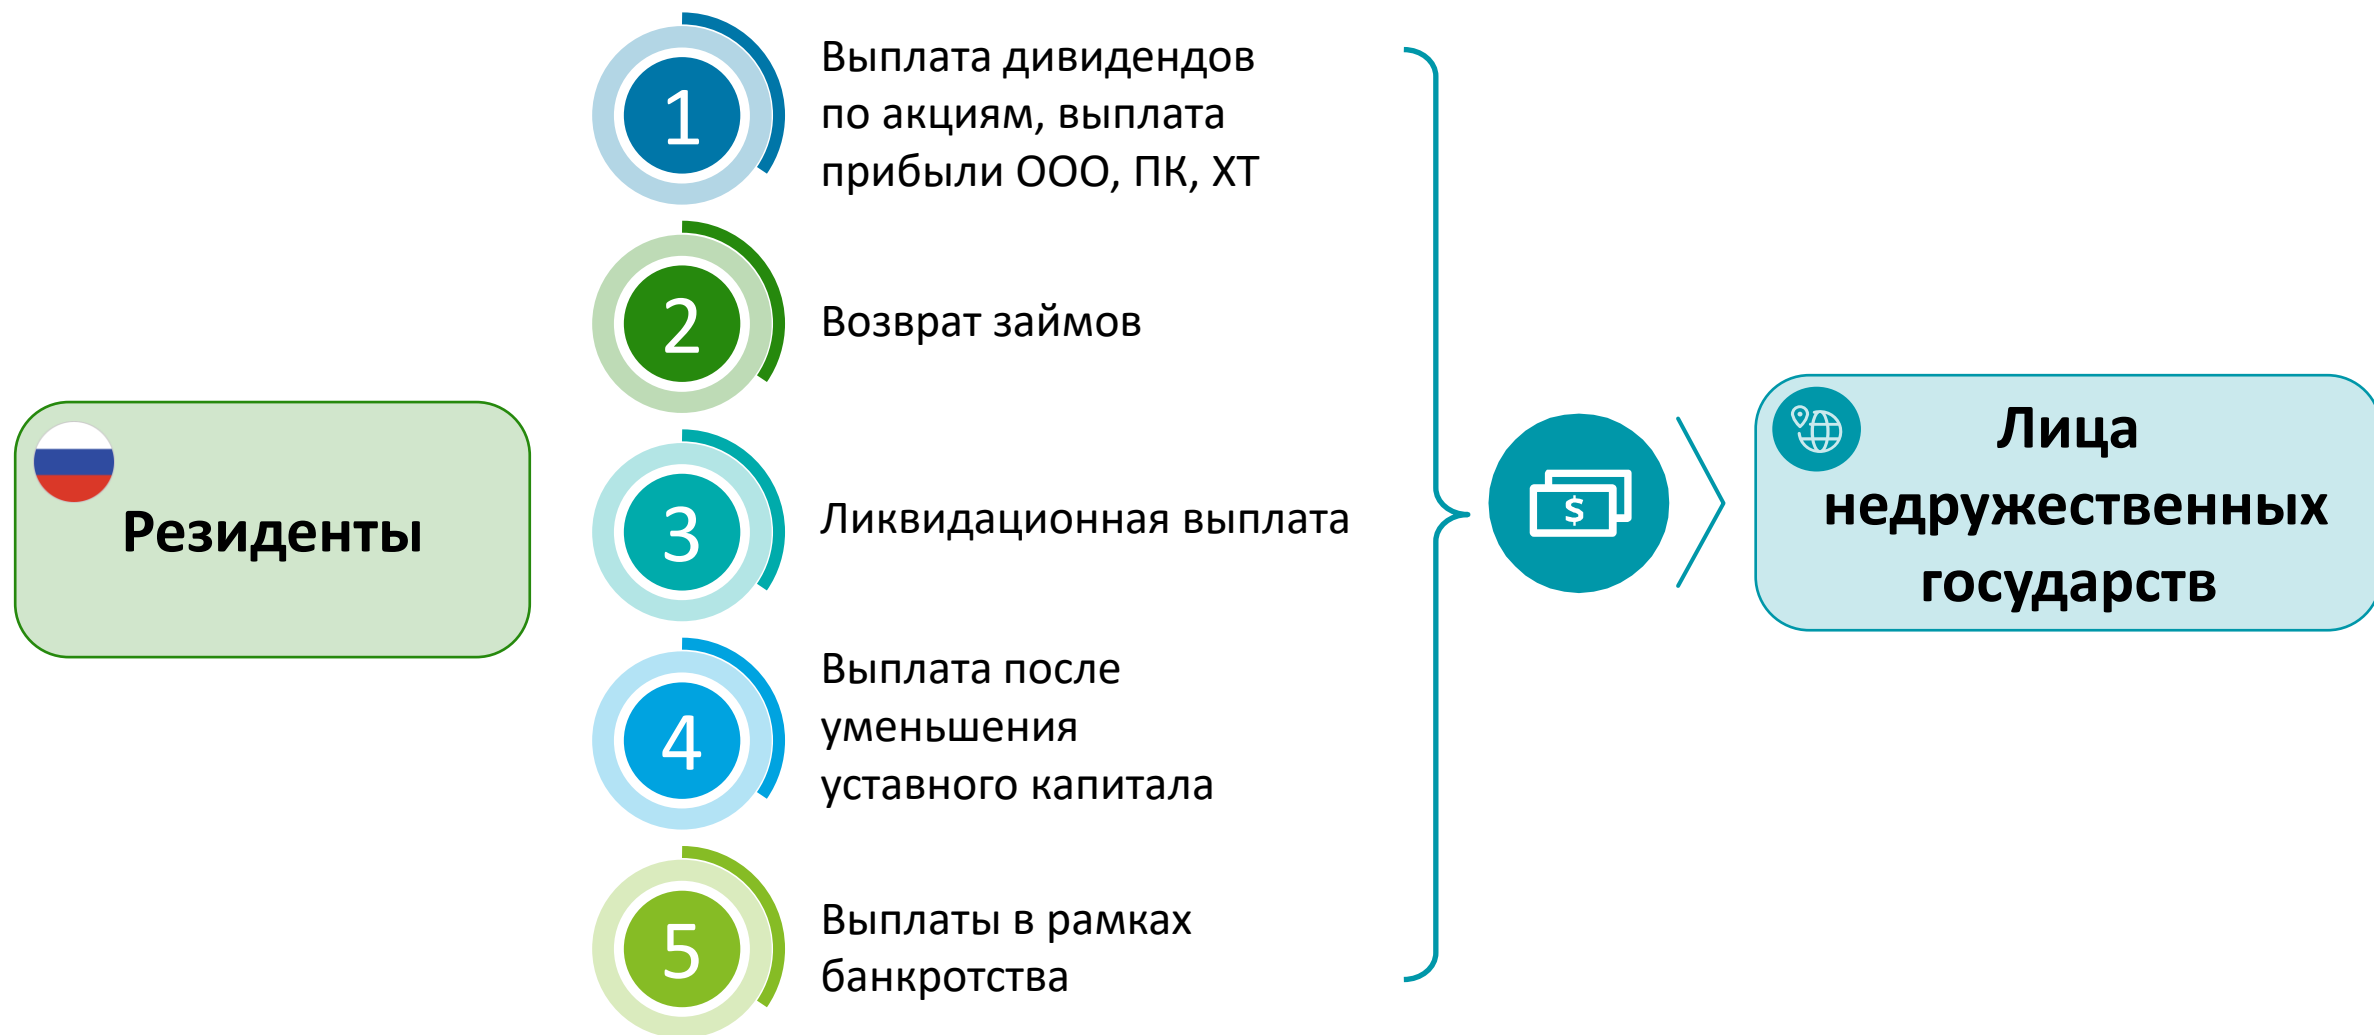 Резиденты
1
Выплата дивидендов
по акциям, выплата
прибыли ООО, ПК, ХТ
2
Возврат займов
3
Ликвидационная выплата
4
Выплата после
уменьшения
уставного капитала
5
Выплаты в рамках
банкротства
$
Лица
недружественных
государств